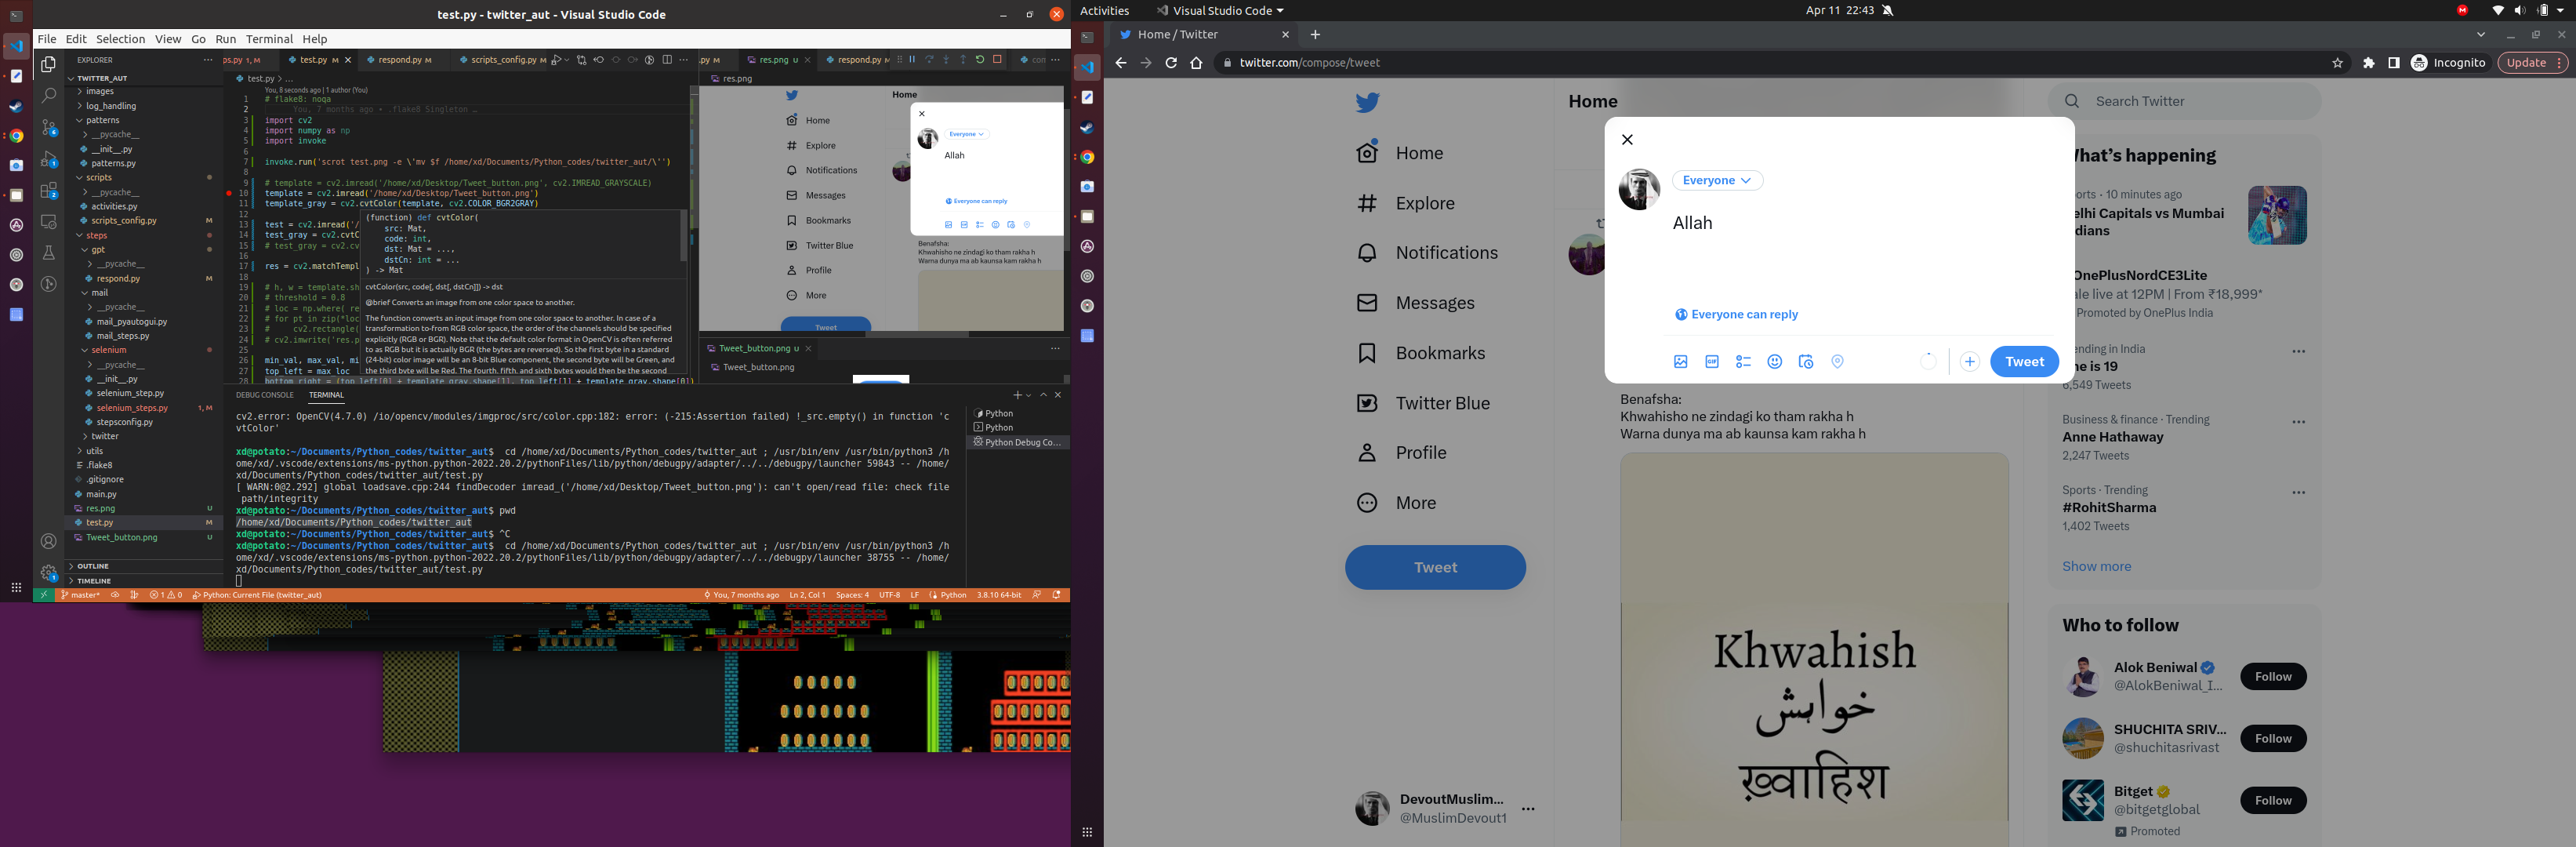 test.py - twitter_aut - Visual Studio Code
File Edit Selection View Go Run Terminal Help
EXPLORER
TWITTER_AUT
images
log_handling
patterns
__pycache__
__init__.py
patterns.py
scripts
__pycache__
activities.py
scripts_config.py M
steps
gpt
__pycache__
respond.py M
mail
__pycache__
mail_pyautogui.py
mail_steps.py
selenium
__pycache__
__init__.py
selenium_step.py
selenium_steps.py 1, M
stepsconfig.py
twitter
utils
.flake8
.gitignore
main.py
res.png U
test.py M
Tweet_button.png U
OUTLINE
TIMELINE
ps.py 1, M test.py M respond.py M scripts_config.py M
test.py > ...
You, 8 seconds ago | 1 author (You)
1 # flake8: noqa
2 You, 7 months ago • .flake8 Singleton …
3 import cv2
4 import numpy as np
5 import invoke
6
7 invoke.run('scrot test.png -e \'mv $f /home/xd/Documents/Python_codes/twitter_aut/\'')
8
9 # template = cv2.imread('/home/xd/Desktop/Tweet_button.png', cv2.IMREAD_GRAYSCALE)
10 template = cv2.imread('/home/xd/Desktop/Tweet_button.png')
11 template_gray = cv2.cvtColor(template, cv2.COLOR_BGR2GRAY)
12
13 test = cv2.imread('/
14 test_gray = cv2.cvtC
15 # test_gray = cv2.cv
16
17 res = cv2.matchTempl
18
19 # h, w = template.sh
20 # threshold = 0.8
21 # loc = np.where( re
22 # for pt in zip(*loc
23 # cv2.rectangle(
24 # cv2.imwrite('res.p
25
26 min_val, max_val, mi
27 top_left = max_loc
28 bottom_right = (top_left[0] + template_gray.shape[1], top_left[1] + template_gray.shape[0])
(function) def cvtColor(
src: Mat,
code: int,
dst: Mat = ...,
dstCn: int = ...
) -> Mat
cvtColor(src, code[, dst[, dstCn]]) -> dst
@brief Converts an image from one color space to another.
The function converts an input image from one color space to another. In case of a
transformation to-from RGB color space, the order of the channels should be specified
explicitly (RGB or BGR). Note that the default color format in OpenCV is often referred
to as RGB but it is actually BGR (the bytes are reversed). So the first byte in a standard
(24-bit) color image will be an 8-bit Blue component, the second byte will be Green, and
the third byte will be Red. The fourth, fifth, and sixth bytes would then be the second
.py M res.png U respond.py M con
res.png
Home
Home
Explore
Notifications
Messages
Bookmarks
Twitter Blue
Profile
More
Tweet
Everyone
Allah
Everyone can reply
Benafsha:
Khwahisho ne zindagi ko tham rakha h
Warna dunya ma ab kaunsa kam rakha h
Tweet_button.png U
Tweet_button.png
DEBUG CONSOLE TERMINAL
cv2.error: OpenCV(4.7.0) /io/opencv/modules/imgproc/src/color.cpp:182: error: (-215:Assertion failed) !_src.empty() in function 'c
vtColor'
xd@potato:~/Documents/Python_codes/twitter_aut$ cd /home/xd/Documents/Python_codes/twitter_aut ; /usr/bin/env /usr/bin/python3 /h
ome/xd/.vscode/extensions/ms-python.python-2022.20.2/pythonFiles/lib/python/debugpy/adapter/../../debugpy/launcher 59843 -- /home/
xd/Documents/Python_codes/twitter_aut/test.py
[ WARN:0@2.292] global loadsave.cpp:244 findDecoder imread_('/home/xd/Desktop/Tweet_button.png'): can't open/read file: check file
path/integrity
xd@potato:~/Documents/Python_codes/twitter_aut$ pwd
/home/xd/Documents/Python_codes/twitter_aut
xd@potato:~/Documents/Python_codes/twitter_aut$ ^C
xd@potato:~/Documents/Python_codes/twitter_aut$ cd /home/xd/Documents/Python_codes/twitter_aut ; /usr/bin/env /usr/bin/python3 /h
ome/xd/.vscode/extensions/ms-python.python-2022.20.2/pythonFiles/lib/python/debugpy/adapter/../../debugpy/launcher 38755 -- /home/
xd/Documents/Python_codes/twitter_aut/test.py
Python
Python
Python Debug Co...
master* 1 0 Python: Current File (twitter_aut) You, 7 months ago Ln 2, Col 1 Spaces: 4 UTF-8 LF Python 3.8.10 64-bit
Activities Visual Studio Code Apr 11 22:43
Home / Twitter
twitter.com/compose/tweet Incognito Update
Home
Explore
Notifications
Messages
Bookmarks
Twitter Blue
Profile
More
Tweet
DevoutMuslim...
@MuslimDevout1
Home
Everyone
Allah
Everyone can reply
GIF
Tweet
Benafsha:
Khwahisho ne zindagi ko tham rakha h
Warna dunya ma ab kaunsa kam rakha h
Khwahish
خواہش
ख़्वाहिश
Search Twitter
What's happening
orts · 10 minutes ago
elhi Capitals vs Mumbai
dians
OnePlusNordCE3Lite
ale live at 12PM | From ₹18,999*
Promoted by OnePlus India
ending in India
ne is 19
6,549 Tweets
Business & finance · Trending
Anne Hathaway
2,247 Tweets
Sports · Trending
#RohitSharma
1,402 Tweets
Show more
Who to follow
Alok Beniwal
@AlokBeniwal_I...
Follow
SHUCHITA SRIV...
@shuchitasrivast
Follow
Bitget
@bitgetglobal
Promoted
Follow